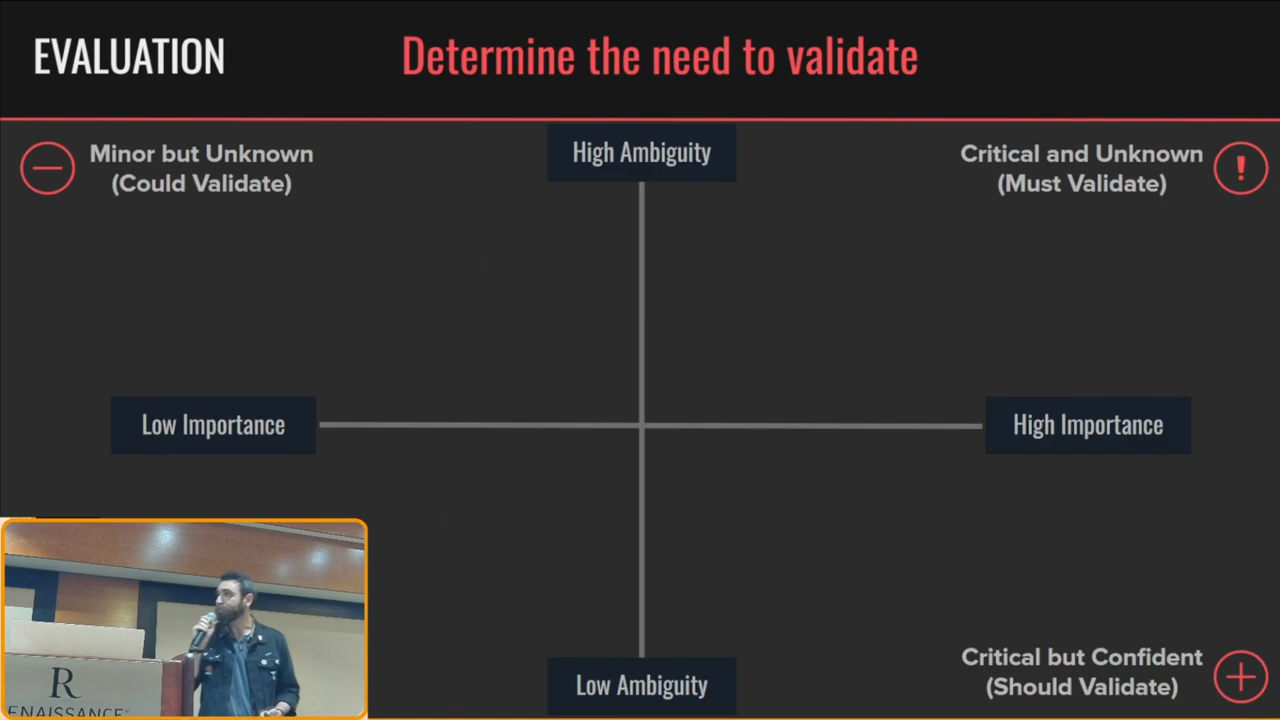 EVALUATION
Determine the need to validate
Minor but Unknown
(Could Validate)
High Ambiguity
Critical and Unknown
(Must Validate)
!
Low Importance
High Importance
Low Ambiguity
Critical but Confident
(Should Validate)
R
ENAISSANCE